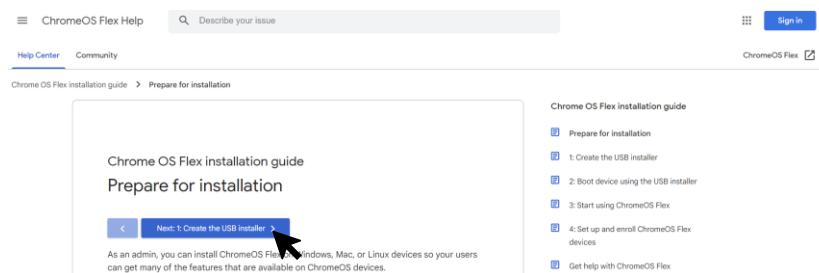 ChromeOS Flex Help
Describe your issue
Sign in
Help Center Community
ChromeOS Flex
Chrome OS Flex installation guide > Prepare for installation
Chrome OS Flex installation guide
Prepare for installation
Next: 1: Create the USB installer
As an admin, you can install ChromeOS Flex on Windows, Mac, or Linux devices so your users
can get many of the features that are available on ChromeOS devices.
Chrome OS Flex installation guide
Prepare for installation
1: Create the USB installer
2: Boot device using the USB installer
3: Start using ChromeOS Flex
4: Set up and enroll ChromeOS Flex
devices
Get help with ChromeOS Flex